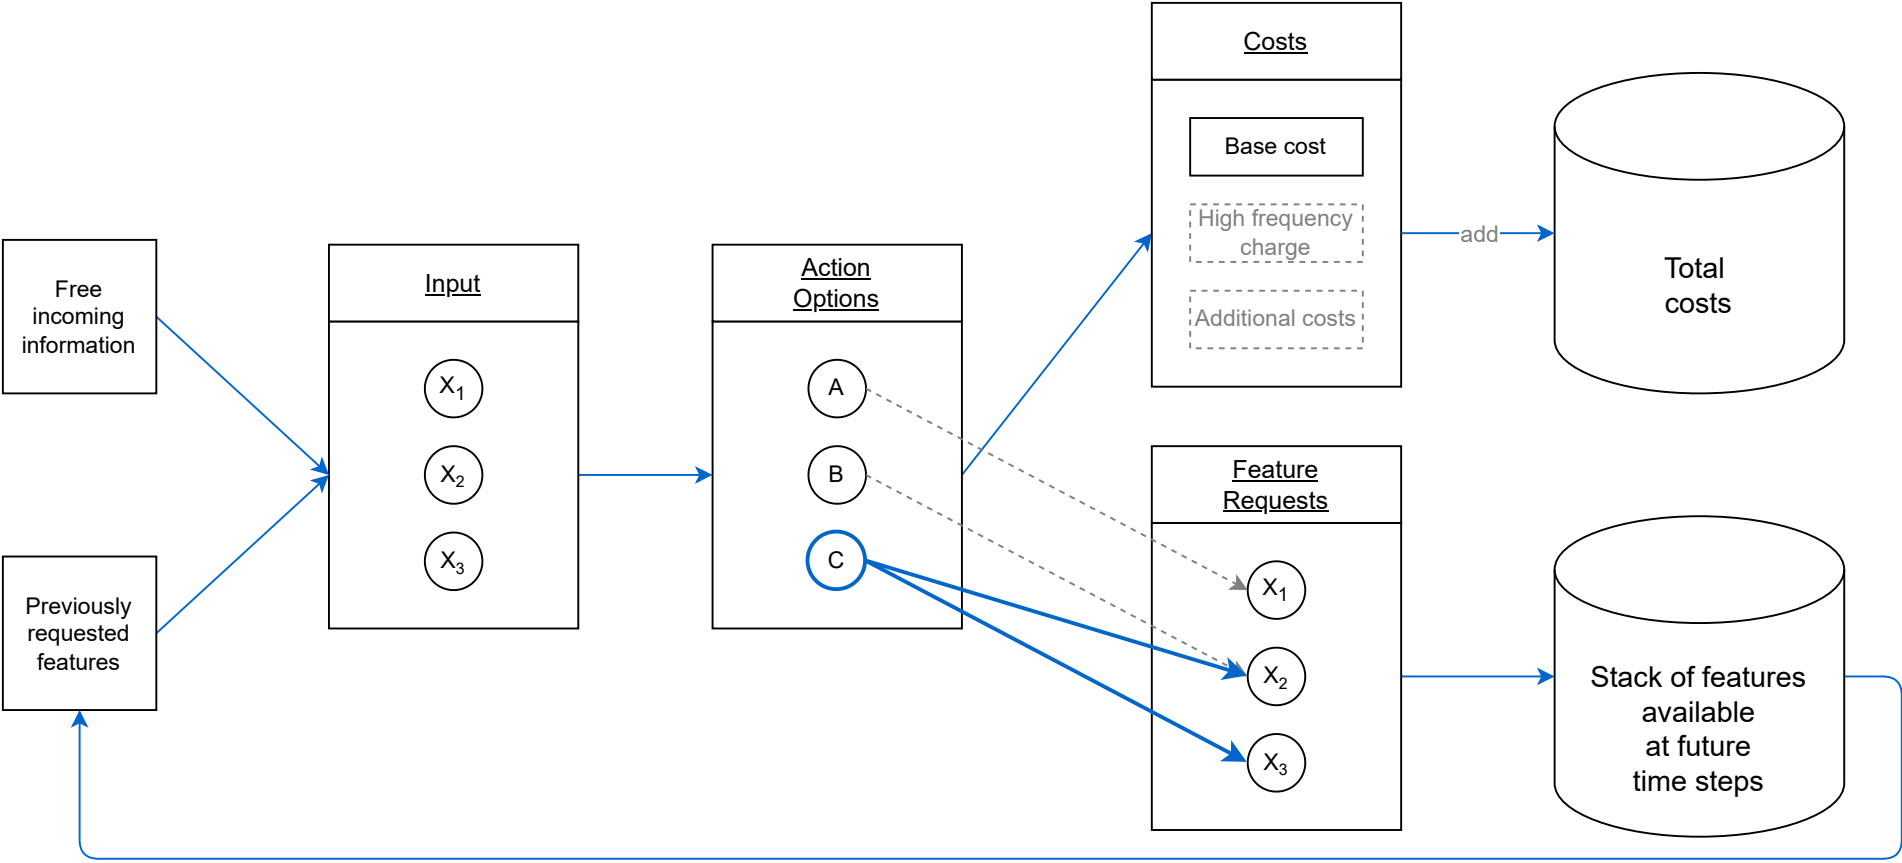 Free
incoming
information
Previously
requested
features
Input
X1
X2
X3
Action
Options
A
B
C
Costs
Base cost
High frequency
charge
Additional costs
add
Total
costs
Feature
Requests
X1
X2
X3
Stack of features
available
at future
time steps